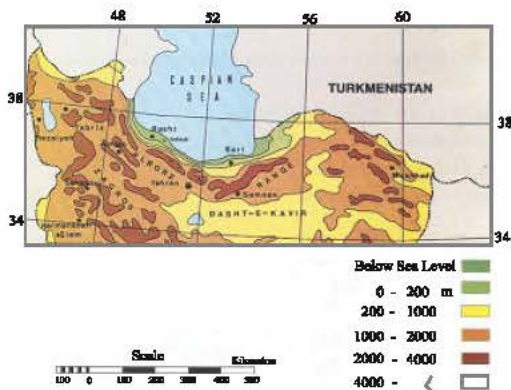 48 52 56 60
CASPIAN
SEA
TURKMENISTAN
38 38
Tabriz
Rasht
Sari
Tehran
RANGE
Semnan
DASHT-E-KAVIR
34 34
Below Sea Level
0 - 200 m
200 - 1000
1000 - 2000
2000 - 4000
4000 -
Scale
Kilometres
100 0 100 200 300 400 500